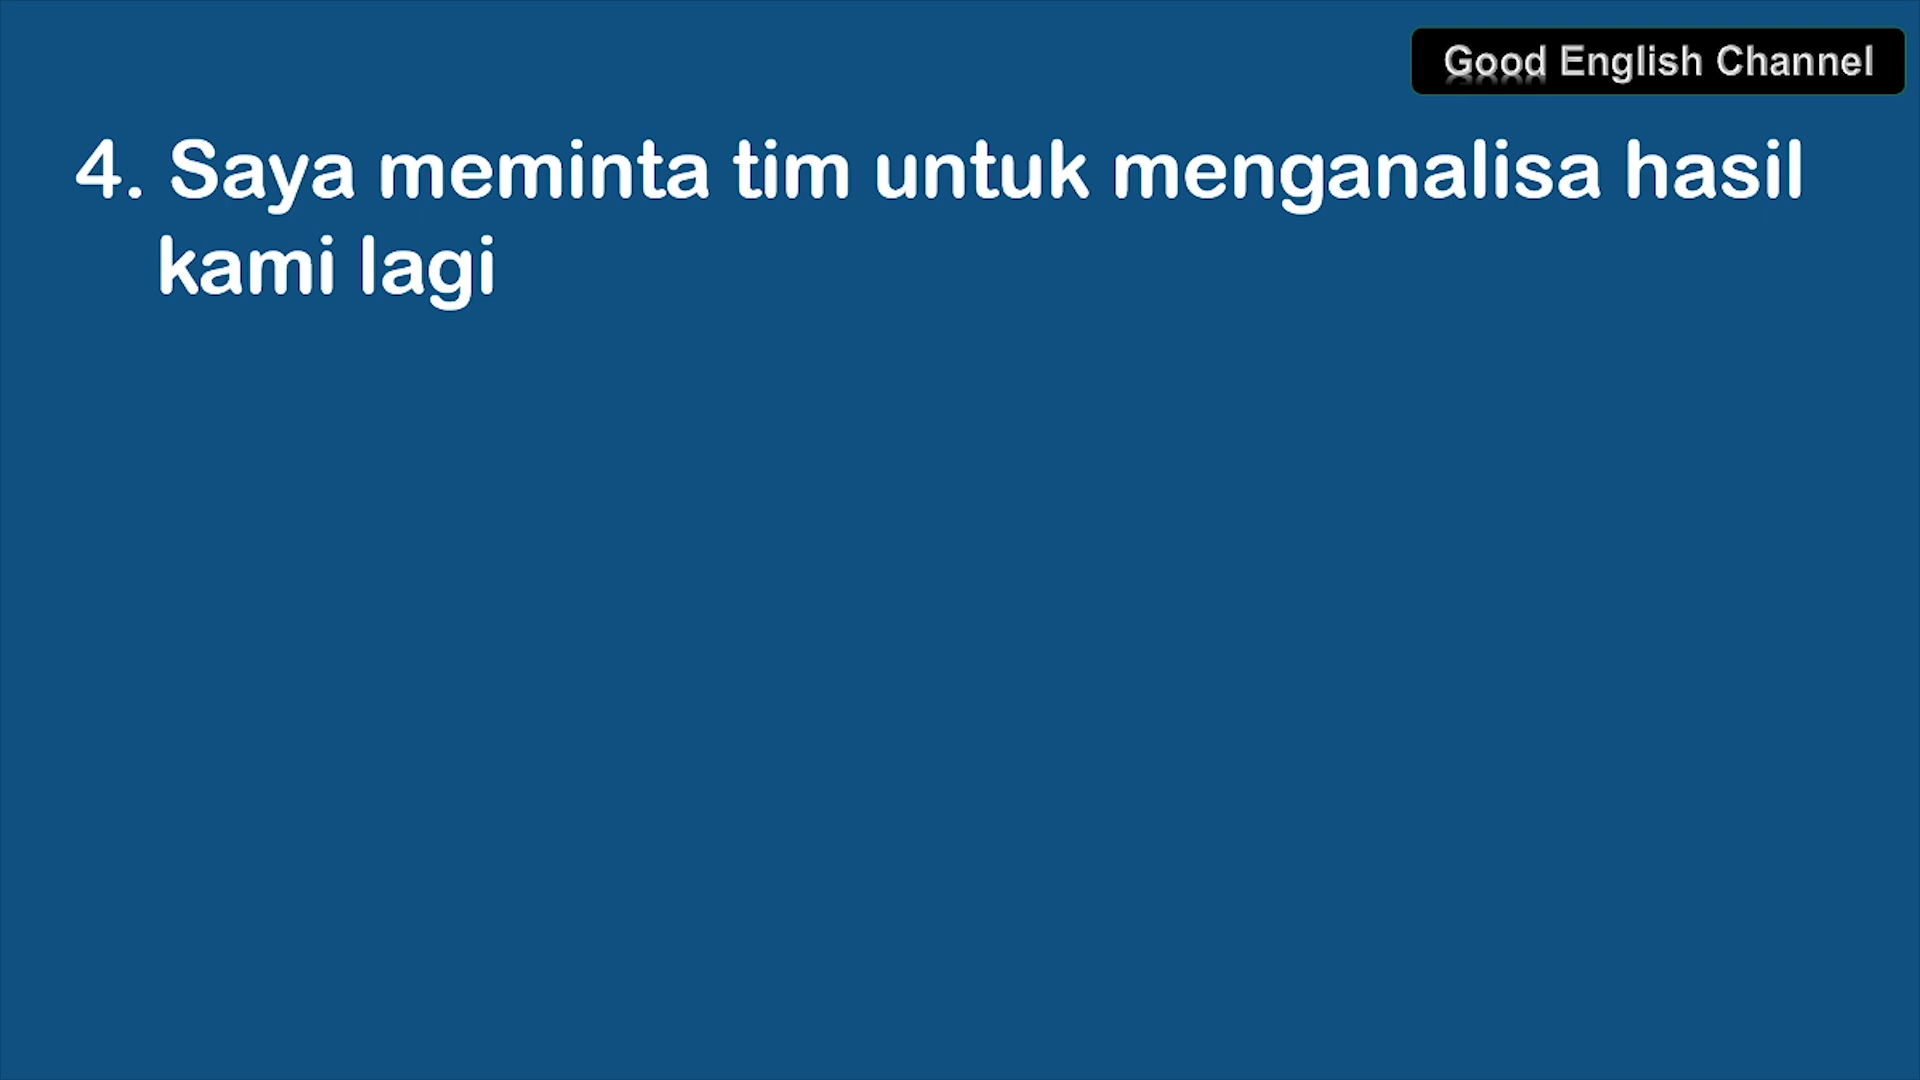 Good English Channel
4. Saya meminta tim untuk menganalisa hasil
kami lagi